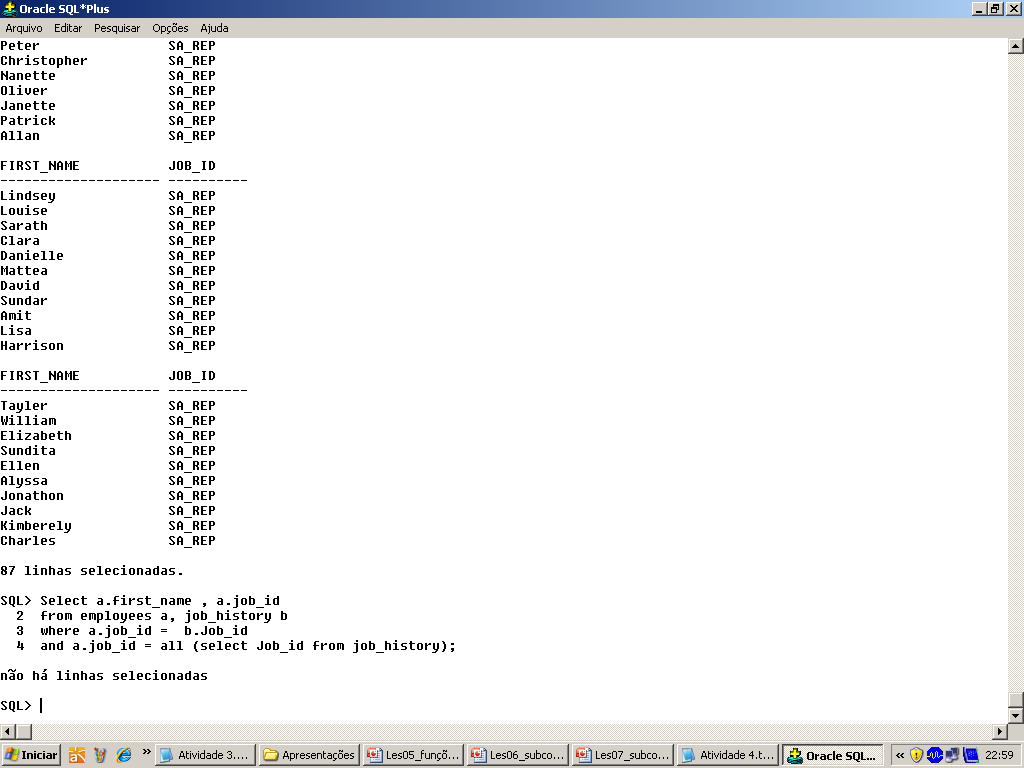 Oracle SQL*Plus
Arquivo Editar Pesquisar Opções Ajuda
Peter SA_REP
Christopher SA_REP
Nanette SA_REP
Oliver SA_REP
Janette SA_REP
Patrick SA_REP
Allan SA_REP
FIRST_NAME JOB_ID
-------------------- ----------
Lindsey SA_REP
Louise SA_REP
Sarath SA_REP
Clara SA_REP
Danielle SA_REP
Mattea SA_REP
David SA_REP
Sundar SA_REP
Amit SA_REP
Lisa SA_REP
Harrison SA_REP
FIRST_NAME JOB_ID
-------------------- ----------
Tayler SA_REP
William SA_REP
Elizabeth SA_REP
Sundita SA_REP
Ellen SA_REP
Alyssa SA_REP
Jonathon SA_REP
Jack SA_REP
Kimberely SA_REP
Charles SA_REP
87 linhas selecionadas.
SQL> Select a.first_name , a.job_id
2 from employees a, job_history b
3 where a.job_id = b.Job_id
4 and a.job_id = all (select Job_id from job_history);
não há linhas selecionadas
SQL>
Iniciar » Atividade 3.... Apresentações Les05_funçõ... Les06_subco... Les07_subco... Atividade 4.t... Oracle SQL... « 22:59